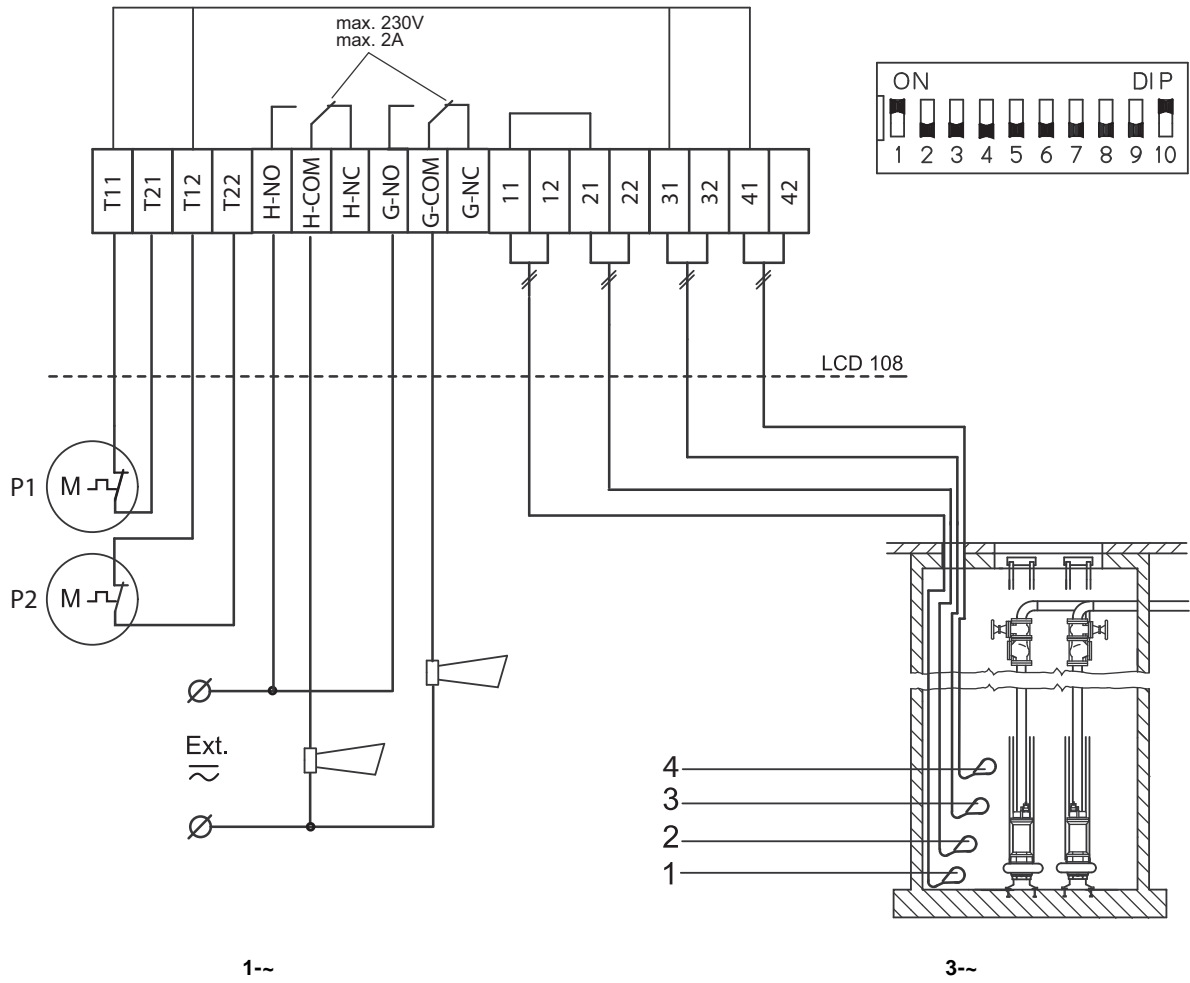 max. 230V
max. 2A
ON DIP
1 2 3 4 5 6 7 8 9 10
T11 T21 T12 T22 H-NO H-COM H-NC G-NO G-COM G-NC 11 12 21 22 31 32 41 42
LCD 108
P1 M
P2 M
Ext.
4
3
2
1
1-~ 3-~